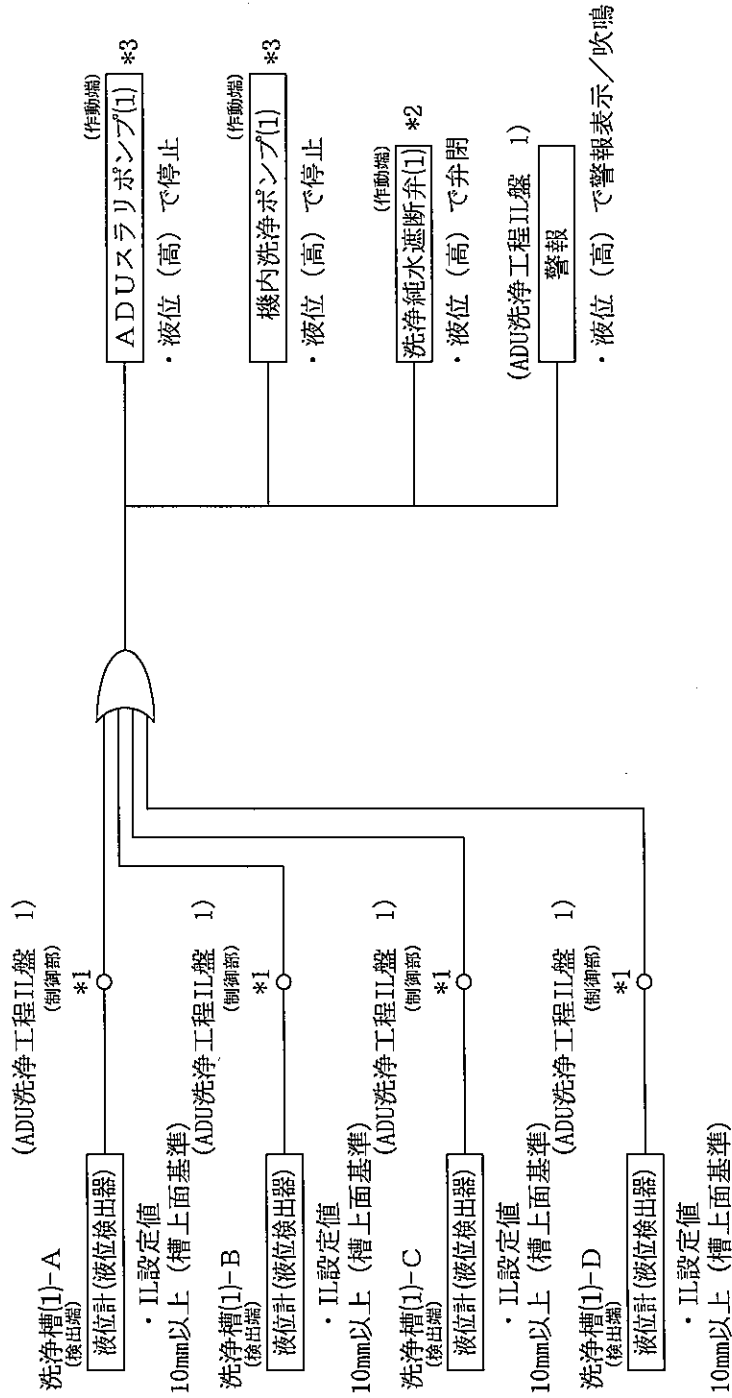 洗浄槽(1)-A
(検出端)
液位計(液位検出器)
・IL設定値
10mm以上（槽上面基準）
(ADU洗浄工程IL盤　1)
(制御部)
*1
洗浄槽(1)-B
(検出端)
液位計(液位検出器)
・IL設定値
10mm以上（槽上面基準）
(ADU洗浄工程IL盤　1)
(制御部)
*1
洗浄槽(1)-C
(検出端)
液位計(液位検出器)
・IL設定値
10mm以上（槽上面基準）
(ADU洗浄工程IL盤　1)
(制御部)
*1
洗浄槽(1)-D
(検出端)
液位計(液位検出器)
・IL設定値
10mm以上（槽上面基準）
(ADU洗浄工程IL盤　1)
(制御部)
*1
(作動端)
ADUスラリポンプ(1) *3
・液位（高）で停止
(作動端)
機内洗浄ポンプ(1) *3
・液位（高）で停止
(作動端)
洗浄純水遮断弁(1) *2
・液位（高）で弁閉
(ADU洗浄工程IL盤　1)
警報
・液位（高）で警報表示／吹鳴